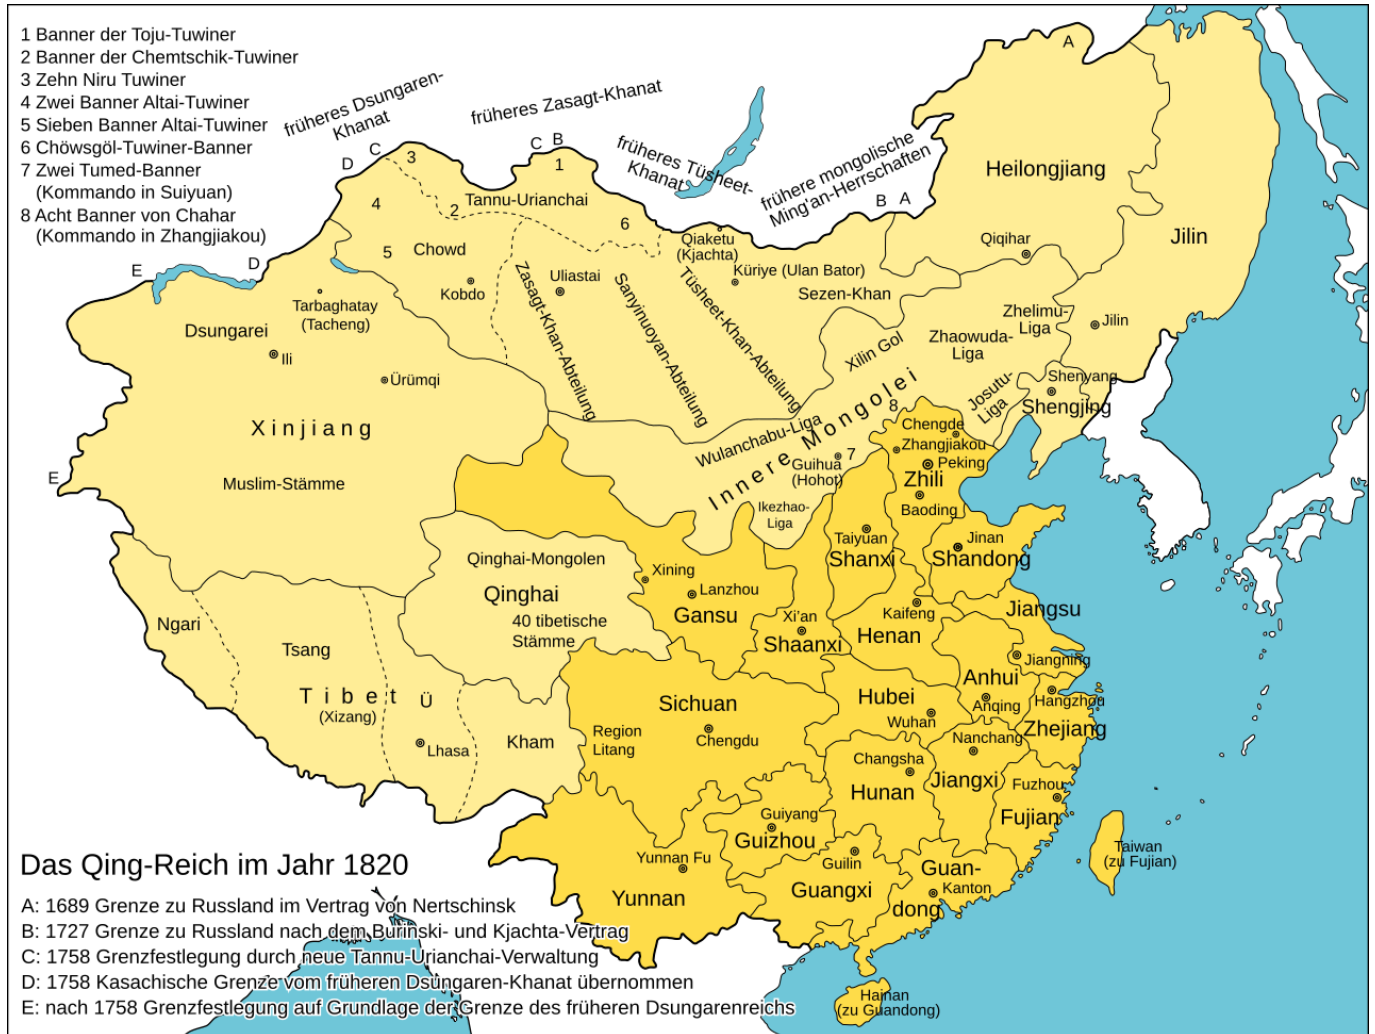 1 Banner der Toju-Tuwiner
2 Banner der Chemtschik-Tuwiner
3 Zehn Niru Tuwiner
4 Zwei Banner Altai-Tuwiner
5 Sieben Banner Altai-Tuwiner
6 Chöwsgöl-Tuwiner-Banner
7 Zwei Tumed-Banner
(Kommando in Suiyuan)
8 Acht Banner von Chahar
(Kommando in Zhangjiakou)
früheres Dsungaren-
Khanat
früheres Zasagt-Khanat
früheres Tüsheet-
Khanat
frühere mongolische
Ming'an-Herrschaften
A
D
C
3
C
B
1
B
A
E
D
E
4
2
Tannu-Urianchai
6
5
Chowd
Kobdo
Uliastai
Qiaketu
(Kjachta)
Küriye (Ulan Bator)
Sezen-Khan
Zasagt-Khan-Abteilung
Sanyinuoyan-Abteilung
Tüsheet-Khan-Abteilung
Heilongjiang
Qiqihar
Jilin
Jilin
Zhelimu-
Liga
Zhaowuda-
Liga
Xilin Gol
Josutu-
Liga
Shenyang
Shengjing
Tarbaghatay
(Tacheng)
Dsungarei
Ili
Ürümqi
Xinjiang
Muslim-Stämme
Innere Mongolei
Wulanchabu-Liga
8
7
Guihua
(Hohot)
Ikezhao-
Liga
Chengde
Zhangjiakou
Peking
Zhili
Baoding
Taiyuan
Shanxi
Jinan
Shandong
Qinghai-Mongolen
Qinghai
40 tibetische
Stämme
Xining
Lanzhou
Gansu
Xi'an
Shaanxi
Kaifeng
Henan
Jiangsu
Jiangning
Anhui
Anqing
Hangzhou
Zhejiang
Ngari
Tsang
Tibet
(Xizang)
Ü
Lhasa
Kham
Sichuan
Region
Litang
Chengdu
Hubei
Wuhan
Changsha
Hunan
Nanchang
Jiangxi
Fuzhou
Fujian
Guiyang
Guizhou
Yunnan Fu
Yunnan
Guilin
Guangxi
Guan-
dong
Kanton
Taiwan
(zu Fujian)
Hainan
(zu Guandong)
Das Qing-Reich im Jahr 1820
A: 1689 Grenze zu Russland im Vertrag von Nertschinsk
B: 1727 Grenze zu Russland nach dem Burinski- und Kjachta-Vertrag
C: 1758 Grenzfestlegung durch neue Tannu-Urianchai-Verwaltung
D: 1758 Kasachische Grenze vom früheren Dsungaren-Khanat übernommen
E: nach 1758 Grenzfestlegung auf Grundlage der Grenze des früheren Dsungarenreichs